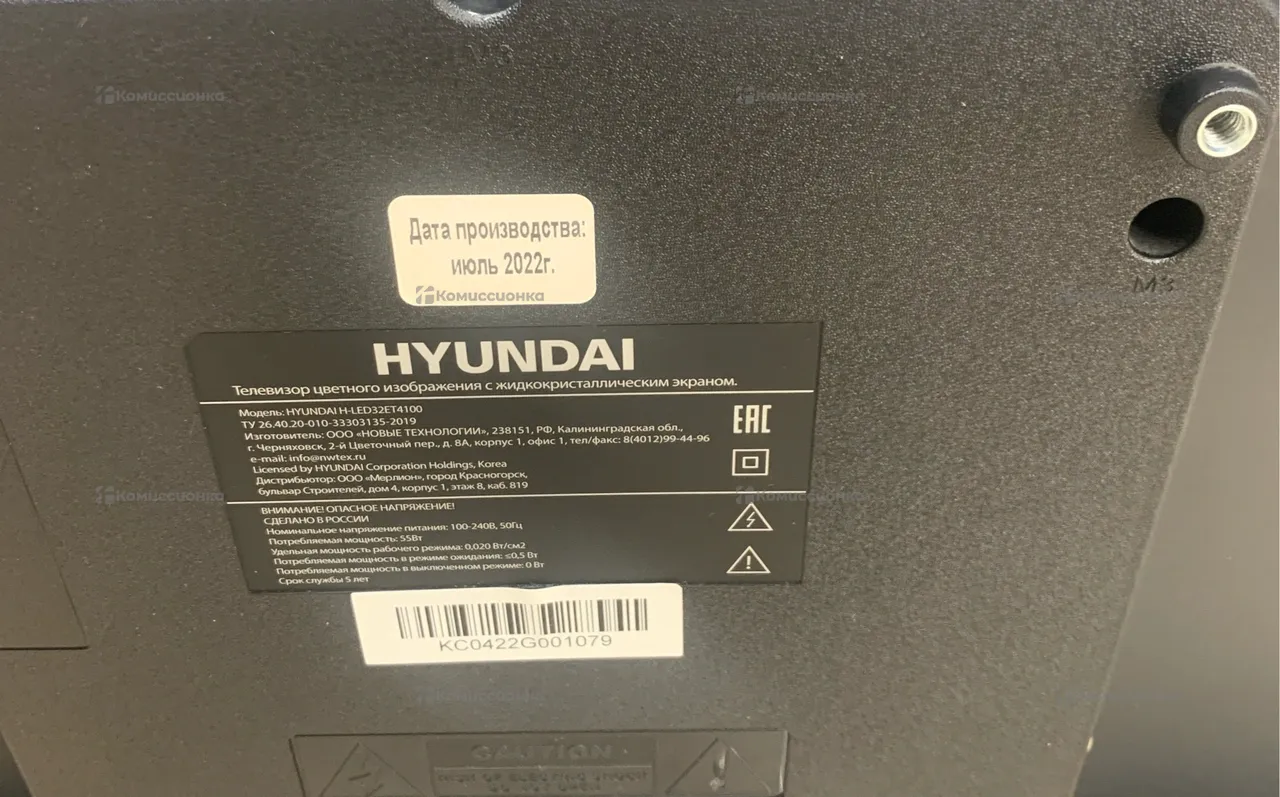 M3
Комиссионка
Комиссионка
Дата производства:
июль 2022г.
Комиссионка
M3
HYUNDAI
Телевизор цветного изображения с жидкокристаллическим экраном.
Модель: HYUNDAI H-LED32ET4100
ТУ 26.40.20-010-33303135-2019
Изготовитель: ООО «НОВЫЕ ТЕХНОЛОГИИ», 238151, РФ, Калининградская обл.,
г. Черняховск, 2-й Цветочный пер., д. 8А, корпус 1, офис 1, тел/факс: 8(4012)99-44-96
e-mail: info@nwtex.ru
Licensed by HYUNDAI Corporation Holdings, Korea
Дистрибьютор: ООО «Мерлион», город Красногорск,
бульвар Строителей, дом 4, корпус 1, этаж 8, каб. 819
EAC
Комиссионка
Комиссионка
ВНИМАНИЕ! ОПАСНОЕ НАПРЯЖЕНИЕ!
СДЕЛАНО В РОССИИ
Номинальное напряжение питания: 100-240В, 50Гц
Потребляемая мощность: 55Вт
Удельная мощность рабочего режима: 0,020 Вт/см2
Потребляемая мощность в режиме ожидания: ≤0,5 Вт
Потребляемая мощность в выключенном режиме: 0 Вт
Срок службы 5 лет
KC0422G001079
Комиссионка
CAUTION